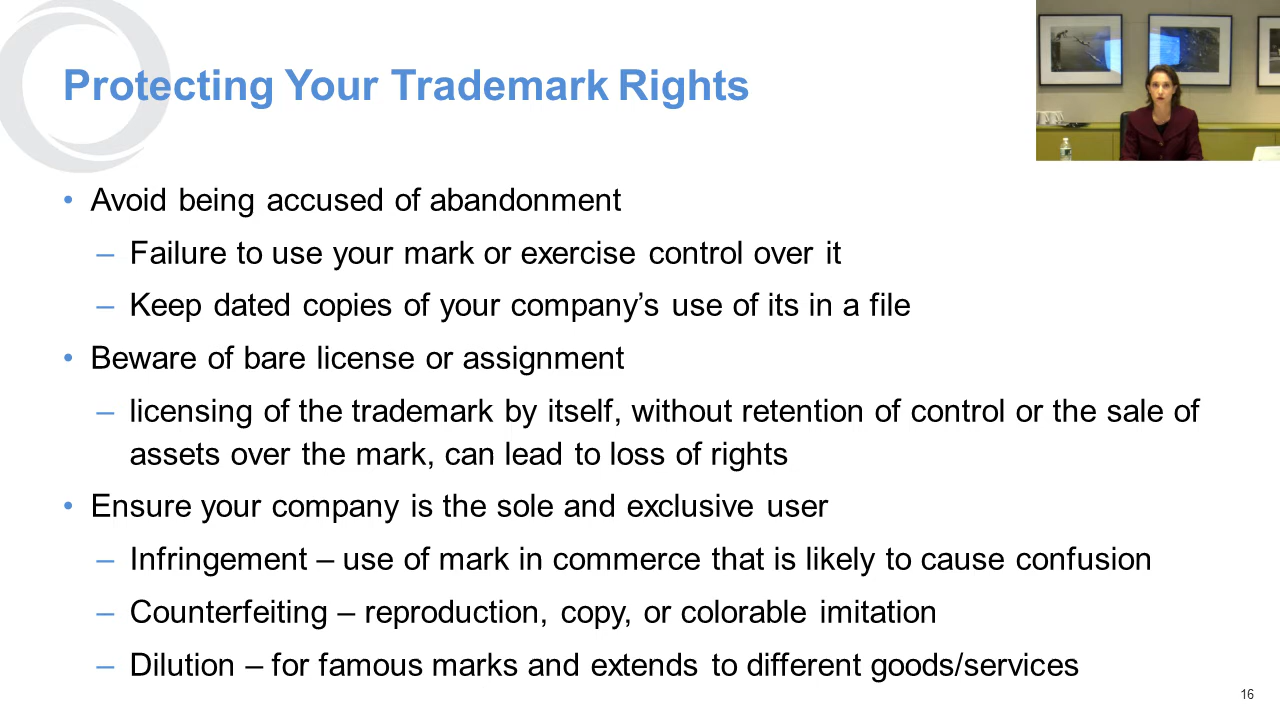 Protecting Your Trademark Rights
• Avoid being accused of abandonment
– Failure to use your mark or exercise control over it
– Keep dated copies of your company’s use of its in a file
• Beware of bare license or assignment
– licensing of the trademark by itself, without retention of control or the sale of
assets over the mark, can lead to loss of rights
• Ensure your company is the sole and exclusive user
– Infringement – use of mark in commerce that is likely to cause confusion
– Counterfeiting – reproduction, copy, or colorable imitation
– Dilution – for famous marks and extends to different goods/services
16